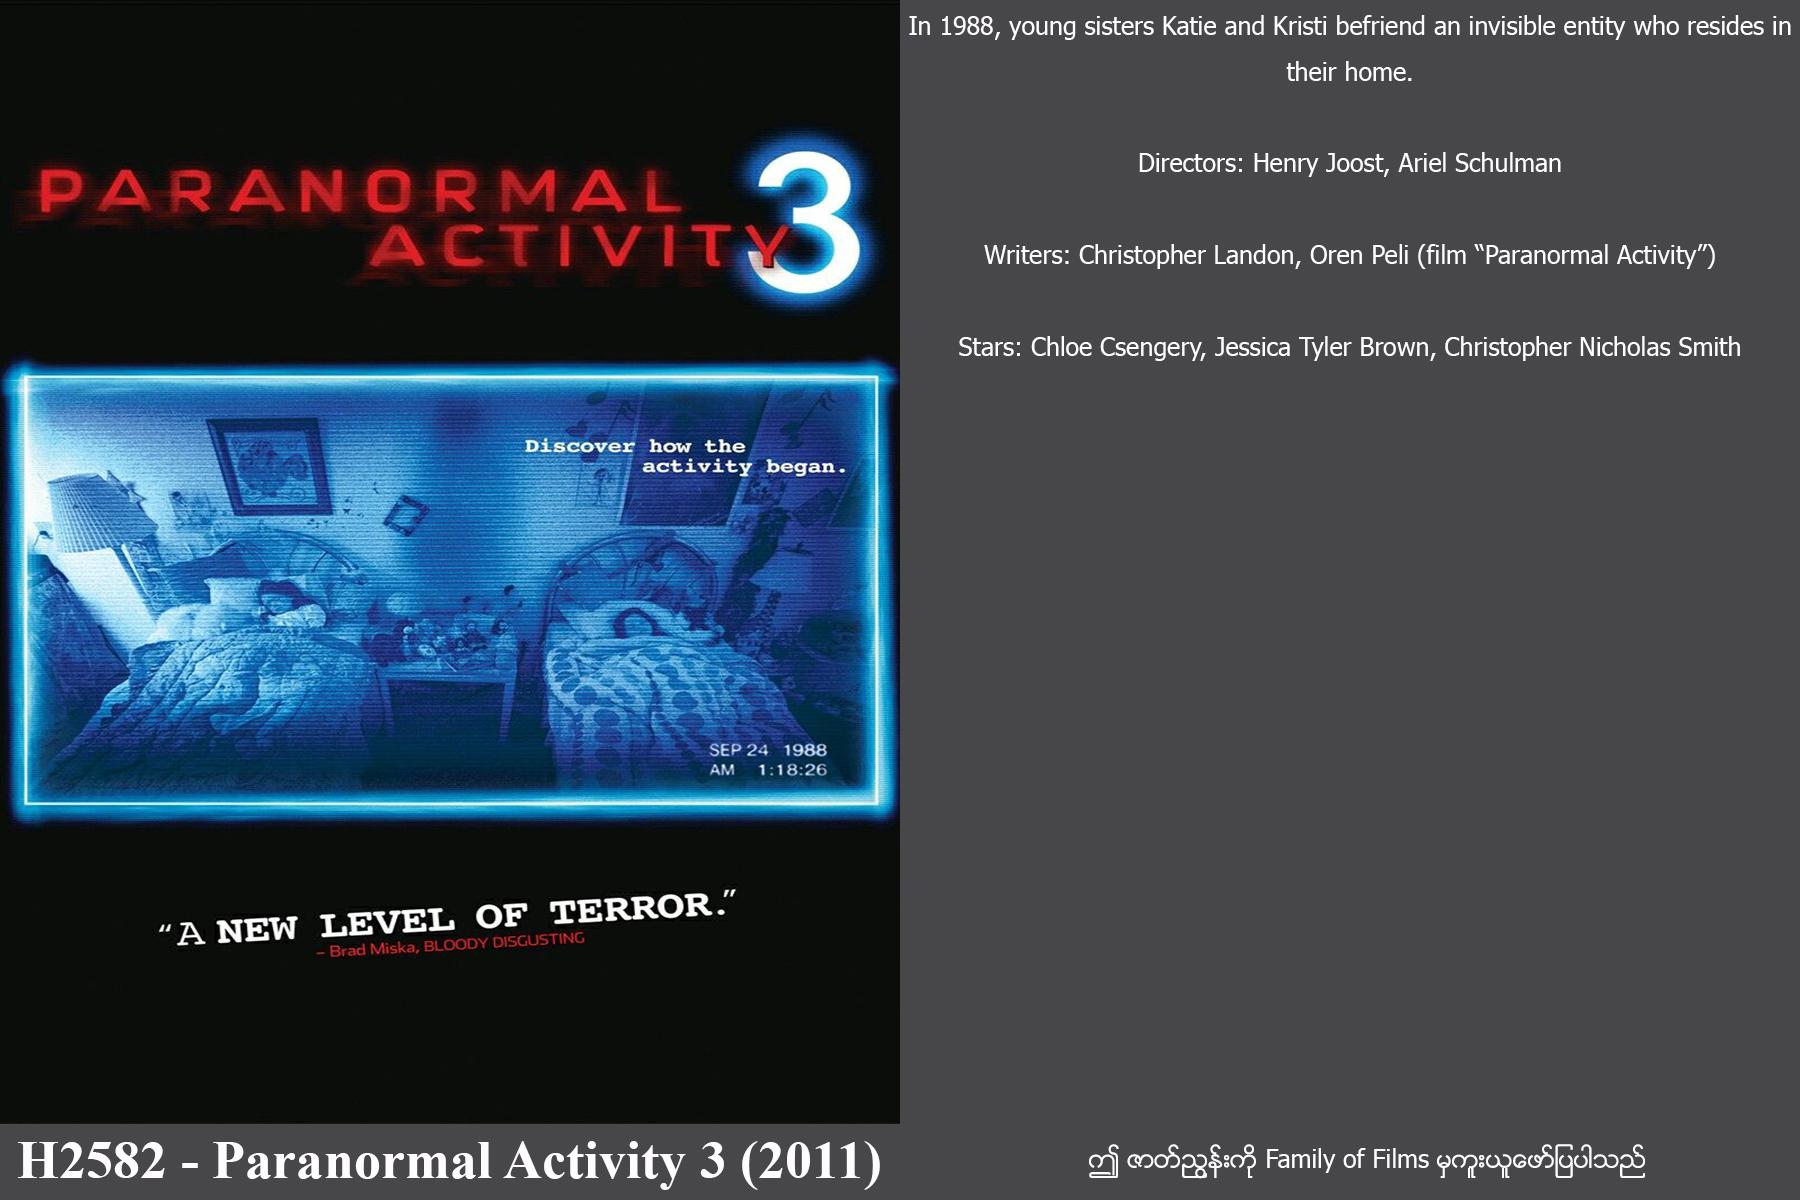 PARANORMAL
ACTIVITY 3
Discover how the
activity began.
SEP 24 1988
AM 1:18:26
“A NEW LEVEL OF TERROR.”
– Brad Miska, BLOODY DISGUSTING
H2582 - Paranormal Activity 3 (2011)
In 1988, young sisters Katie and Kristi befriend an invisible entity who resides in
their home.
Directors: Henry Joost, Ariel Schulman
Writers: Christopher Landon, Oren Peli (film “Paranormal Activity”)
Stars: Chloe Csengery, Jessica Tyler Brown, Christopher Nicholas Smith
ဤ ဇာတ်ညွှန်းကို Family of Films မှကူးယူဖော်ပြပါသည်